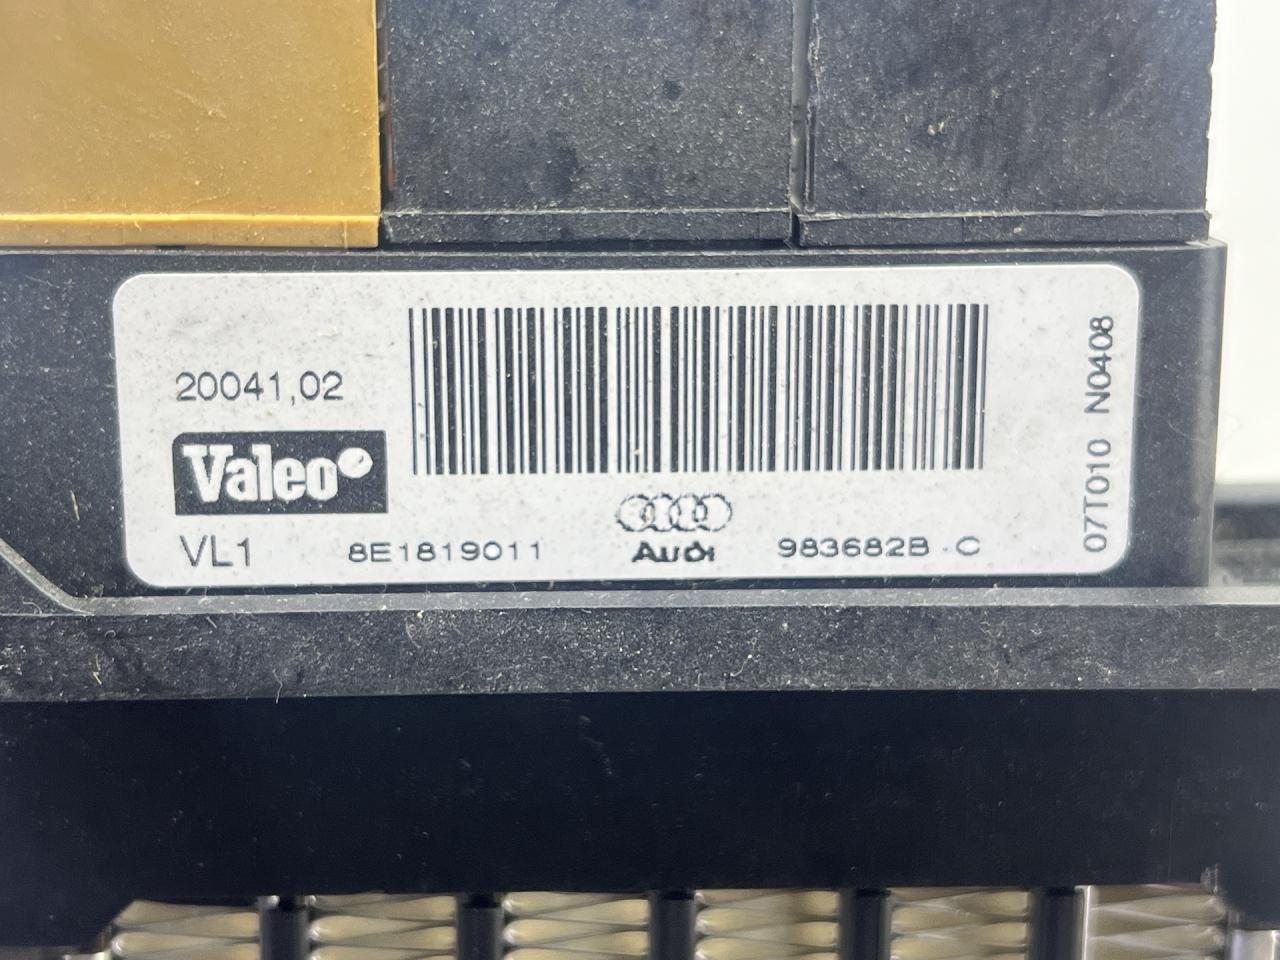 20041,02
Valeo
VL1
8E1819011
Audi
983682B C
07T010 N0408